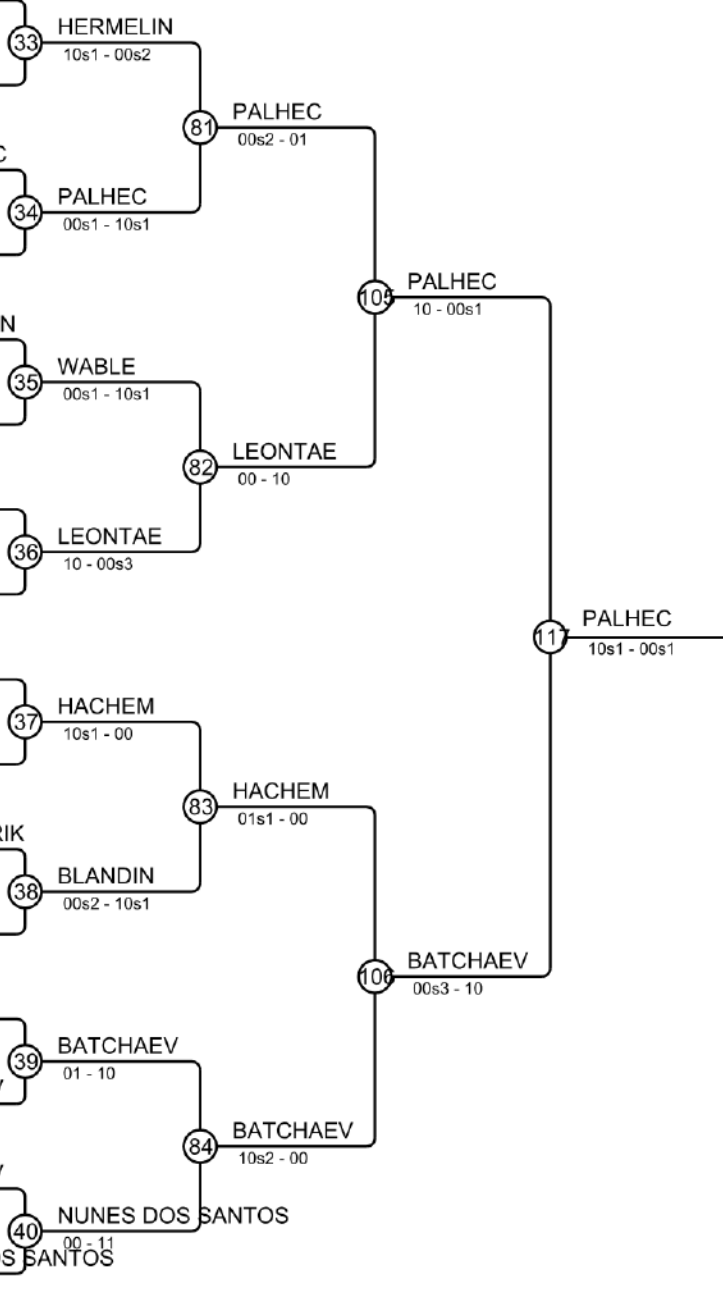 HERMELIN
33
10s1 - 00s2
PALHEC
81
00s2 - 01
C
PALHEC
34
00s1 - 10s1
PALHEC
105
10 - 00s1
N
WABLE
35
00s1 - 10s1
LEONTAE
82
00 - 10
LEONTAE
36
10 - 00s3
PALHEC
117
10s1 - 00s1
HACHEM
37
10s1 - 00
HACHEM
83
01s1 - 00
RIK
BLANDIN
38
00s2 - 10s1
BATCHAEV
106
00s3 - 10
BATCHAEV
39
01 - 10
BATCHAEV
84
10s2 - 00
NUNES DOS SANTOS
40
00 - 11
OS SANTOS